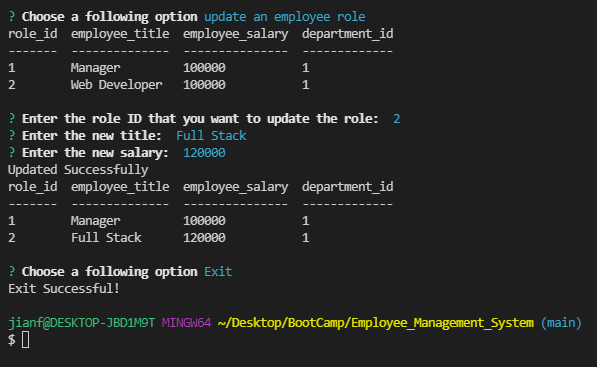 ? Choose a following option update an employee role
role_id  employee_title  employee_salary  department_id
-------  --------------  ---------------  -------------
1        Manager         100000           1
2        Web Developer   100000           1
? Enter the role ID that you want to update the role:  2
? Enter the new title:  Full Stack
? Enter the new salary:  120000
Updated Successfully
role_id  employee_title  employee_salary  department_id
-------  --------------  ---------------  -------------
1        Manager         100000           1
2        Full Stack      120000           1
? Choose a following option Exit
Exit Successful!
jianf@DESKTOP-JBD1M9T MINGW64 ~/Desktop/BootCamp/Employee_Management_System (main)
$